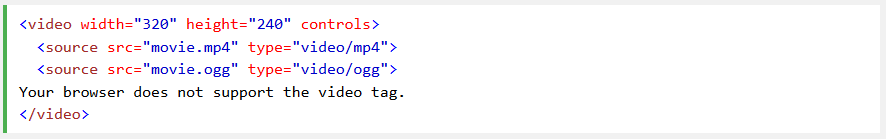 <video width="320" height="240" controls>
<source src="movie.mp4" type="video/mp4">
<source src="movie.ogg" type="video/ogg">
Your browser does not support the video tag.
</video>